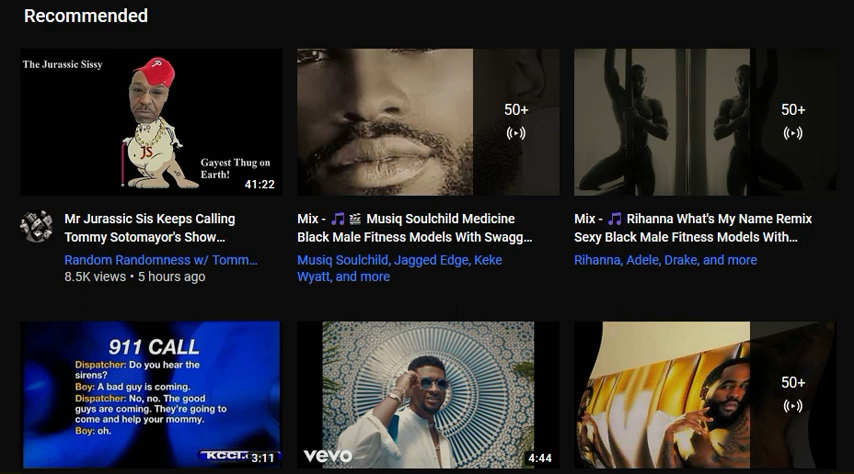 Recommended
The Jurassic Sissy
JS
Gayest Thug on
Earth!
41:22
50+
50+
Mr Jurassic Sis Keeps Calling
Tommy Sotomayor's Show...
Random Randomness w/ Tomm...
8.5K views • 5 hours ago
Mix - 🎵🎬 Musiq Soulchild Medicine
Black Male Fitness Models With Swagg...
Musiq Soulchild, Jagged Edge, Keke
Wyatt, and more
Mix - 🎵 Rihanna What's My Name Remix
Sexy Black Male Fitness Models With...
Rihanna, Adele, Drake, and more
911 CALL
Dispatcher: Do you hear the
sirens?
Boy: A bad guy is coming.
Dispatcher: No, no. The good
guys are coming. They're going to
come and help your mommy.
Boy: oh.
KCCI
3:11
vevo
4:44
50+